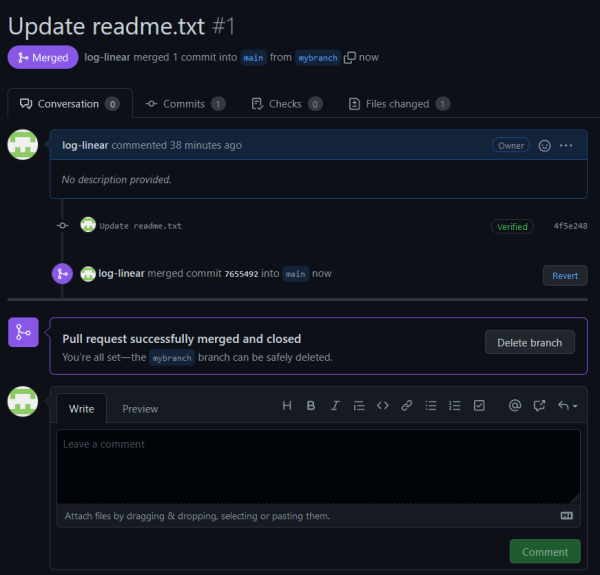 Update readme.txt #1
Merged log-linear merged 1 commit into main from mybranch now
Conversation 0 Commits 1 Checks 0 Files changed 1
log-linear commented 38 minutes ago Owner
No description provided.
Update readme.txt Verified 4f5e248
log-linear merged commit 7655492 into main now Revert
Pull request successfully merged and closed
You're all set—the mybranch branch can be safely deleted.
Delete branch
Write Preview
Leave a comment
Attach files by dragging & dropping, selecting or pasting them.
Comment